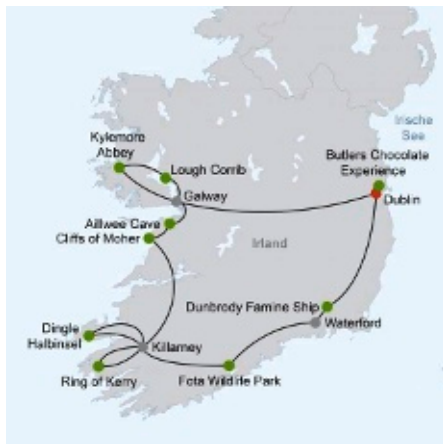 Irische
See
Kylemore
Abbey
Butlers Chocolate
Experience
Lough Corrib
Galway
Dublin
Aillwee Cave
Cliffs of Moher
Irland
Dunbrody Famine Ship
Waterford
Dingle
Halbinsel
Killarney
Ring of Kerry
Fota Wildlife Park